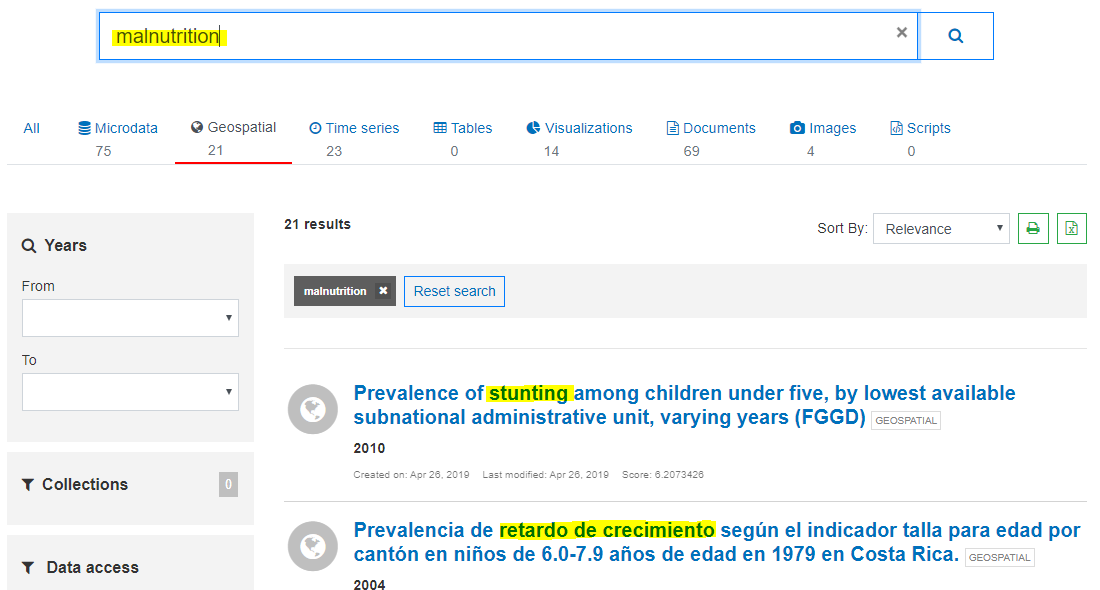 malnutrition
All
Microdata
75
Geospatial
21
Time series
23
Tables
0
Visualizations
14
Documents
69
Images
4
Scripts
0
Years
From
To
Collections
0
Data access
21 results
Sort By: Relevance
malnutrition
Reset search
Prevalence of stunting among children under five, by lowest available
subnational administrative unit, varying years (FGGD) GEOSPATIAL
2010
Created on: Apr 26, 2019 Last modified: Apr 26, 2019 Score: 6.2073426
Prevalencia de retardo de crecimiento según el indicador talla para edad por
cantón en niños de 6.0-7.9 años de edad en 1979 en Costa Rica. GEOSPATIAL
2004